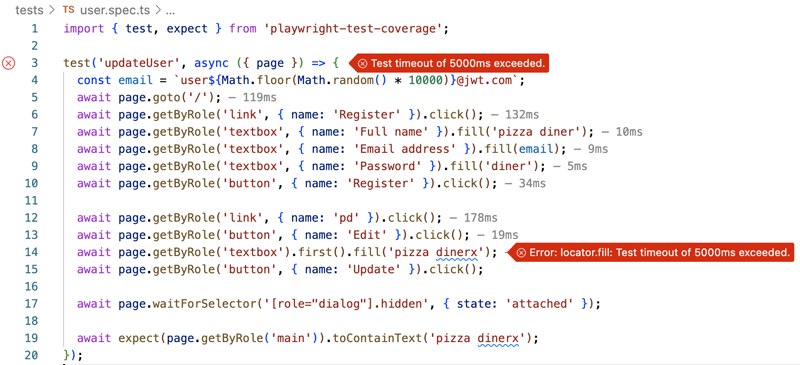 tests > TS user.spec.ts > ...
1 import { test, expect } from 'playwright-test-coverage';
2
3 test('updateUser', async ({ page }) => { Test timeout of 5000ms exceeded.
4 const email = `user${Math.floor(Math.random() * 10000)}@jwt.com`;
5 await page.goto('/'); — 119ms
6 await page.getByRole('link', { name: 'Register' }).click(); — 132ms
7 await page.getByRole('textbox', { name: 'Full name' }).fill('pizza diner'); — 10ms
8 await page.getByRole('textbox', { name: 'Email address' }).fill(email); — 9ms
9 await page.getByRole('textbox', { name: 'Password' }).fill('diner'); — 5ms
10 await page.getByRole('button', { name: 'Register' }).click(); — 34ms
11
12 await page.getByRole('link', { name: 'pd' }).click(); — 178ms
13 await page.getByRole('button', { name: 'Edit' }).click(); — 19ms
14 await page.getByRole('textbox').first().fill('pizza dinerx'); — Error: locator.fill: Test timeout of 5000ms exceeded.
15 await page.getByRole('button', { name: 'Update' }).click();
16
17 await page.waitForSelector('[role="dialog"].hidden', { state: 'attached' });
18
19 await expect(page.getByRole('main')).toContainText('pizza dinerx');
20 });